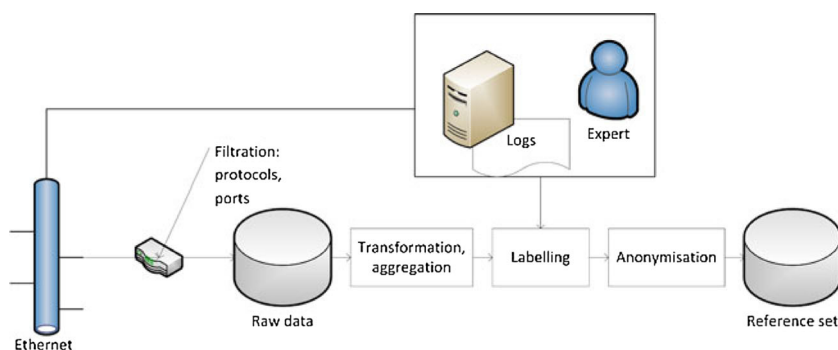 Logs
Expert
Filtration:
protocols,
ports
Transformation,
aggregation
Labelling
Anonymisation
Raw data
Reference set
Ethernet